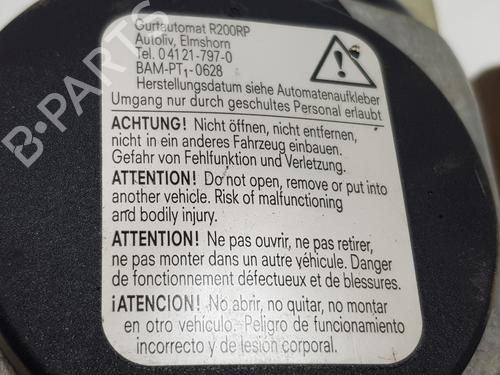 Gurtautomat R200RP
Autoliv, Elmshorn
Tel. 0 41 21-797-0
BAM-PT1-0628
Herstellungsdatum siehe Automatenaufkleber
Umgang nur durch geschultes Personal erlaubt
ACHTUNG! Nicht öffnen, nicht entfernen,
nicht in ein anderes Fahrzeug einbauen.
Gefahr von Fehlfunktion und Verletzung.
ATTENTION! Do not open, remove or put into
another vehicle. Risk of malfunctioning
and bodily injury.
ATTENTION! Ne pas ouvrir, ne pas retirer,
ne pas monter dans un autre véhicule. Danger
de fonctionnement défectueux et de blessures.
¡ATENCION! No abrir, no quitar, no montar
en otro vehículo. Peligro de funcionamiento
incorrecto y de lesión corporal.
B-PARTS